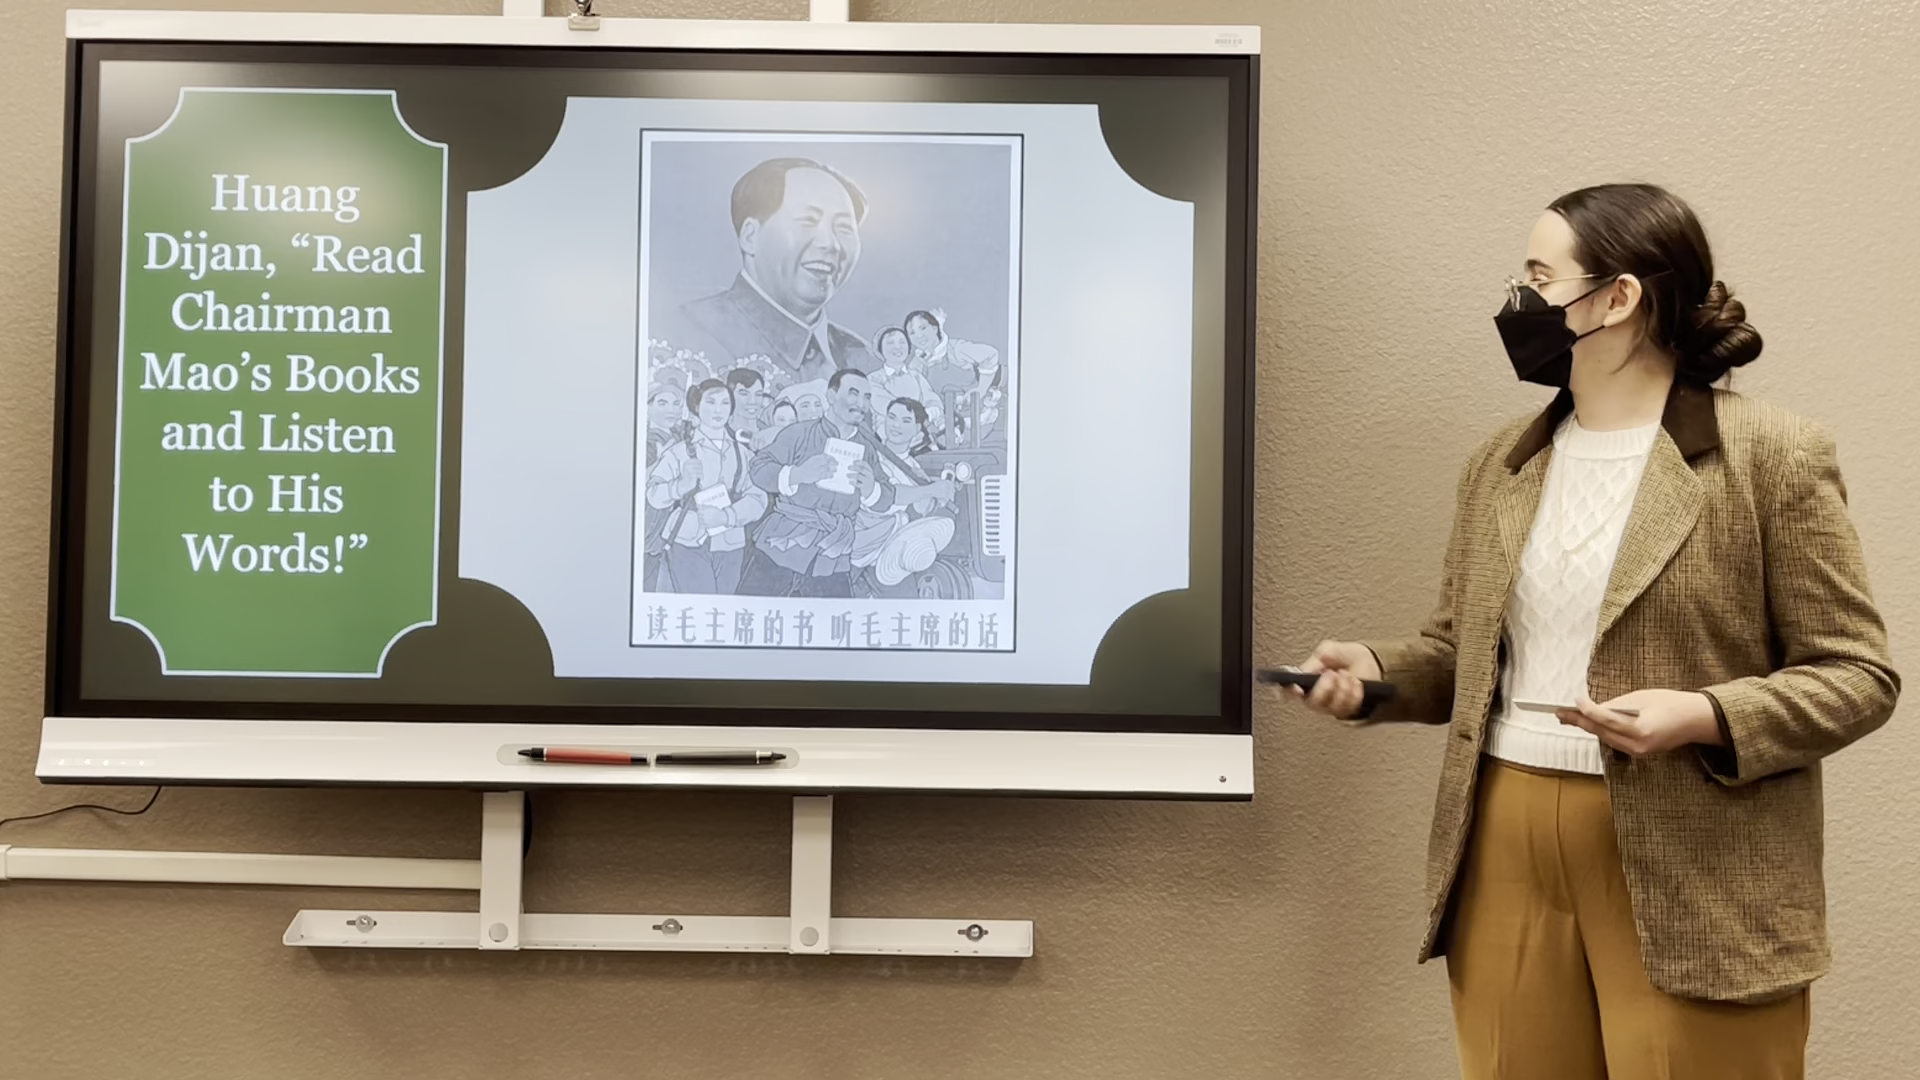 Huang
Dijan, “Read
Chairman
Mao’s Books
and Listen
to His
Words!”
读毛主席的书 听毛主席的话